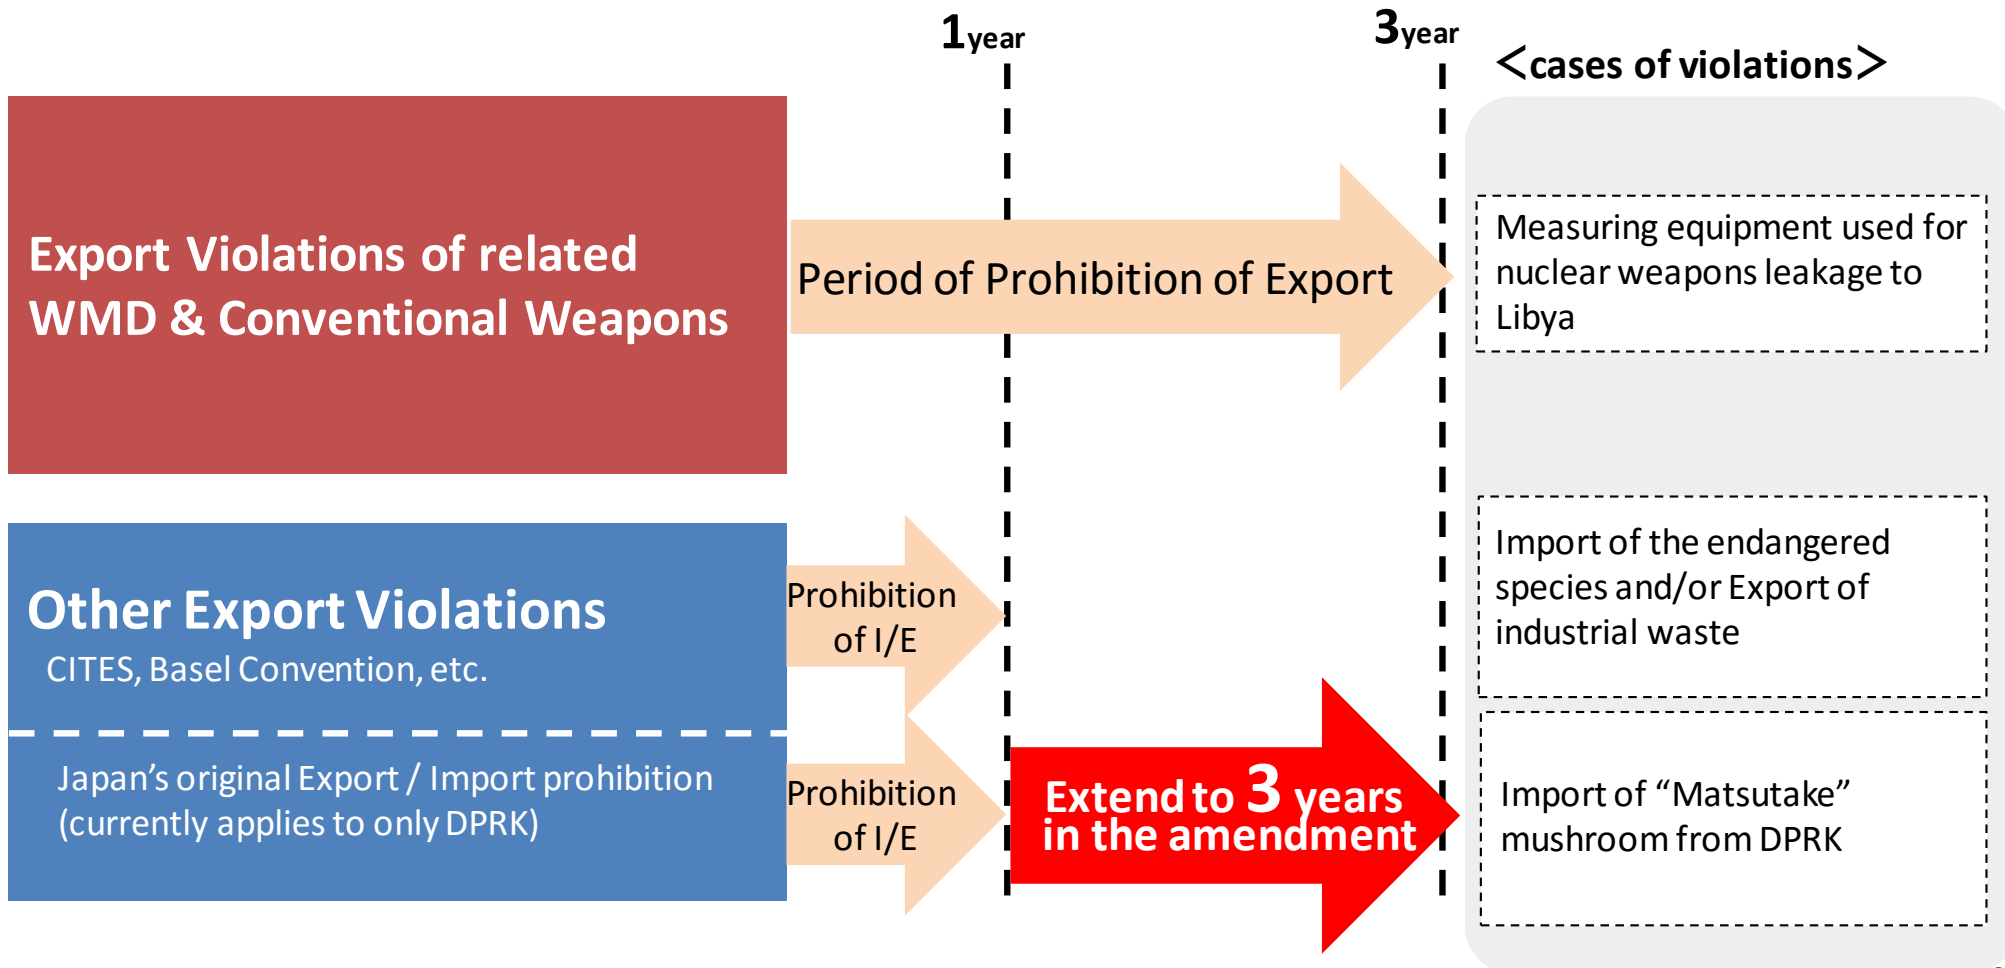 1year
3year
<cases of violations>
Export Violations of related
WMD & Conventional Weapons
Period of Prohibition of Export
Measuring equipment used for
nuclear weapons leakage to
Libya
Other Export Violations
CITES, Basel Convention, etc.
Prohibition
of I/E
Import of the endangered
species and/or Export of
industrial waste
Japan’s original Export / Import prohibition
(currently applies to only DPRK)
Prohibition
of I/E
Extend to 3 years
in the amendment
Import of “Matsutake”
mushroom from DPRK